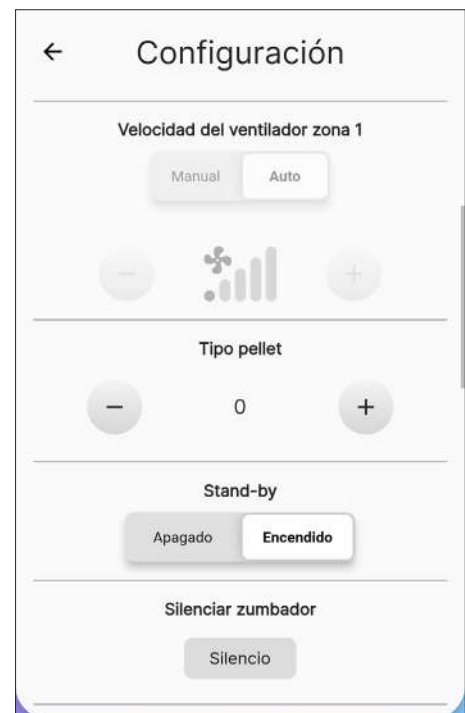 Configuración
Velocidad del ventilador zona 1
Manual Auto
Tipo pellet
0
Stand-by
Apagado Encendido
Silenciar zumbador
Silencio